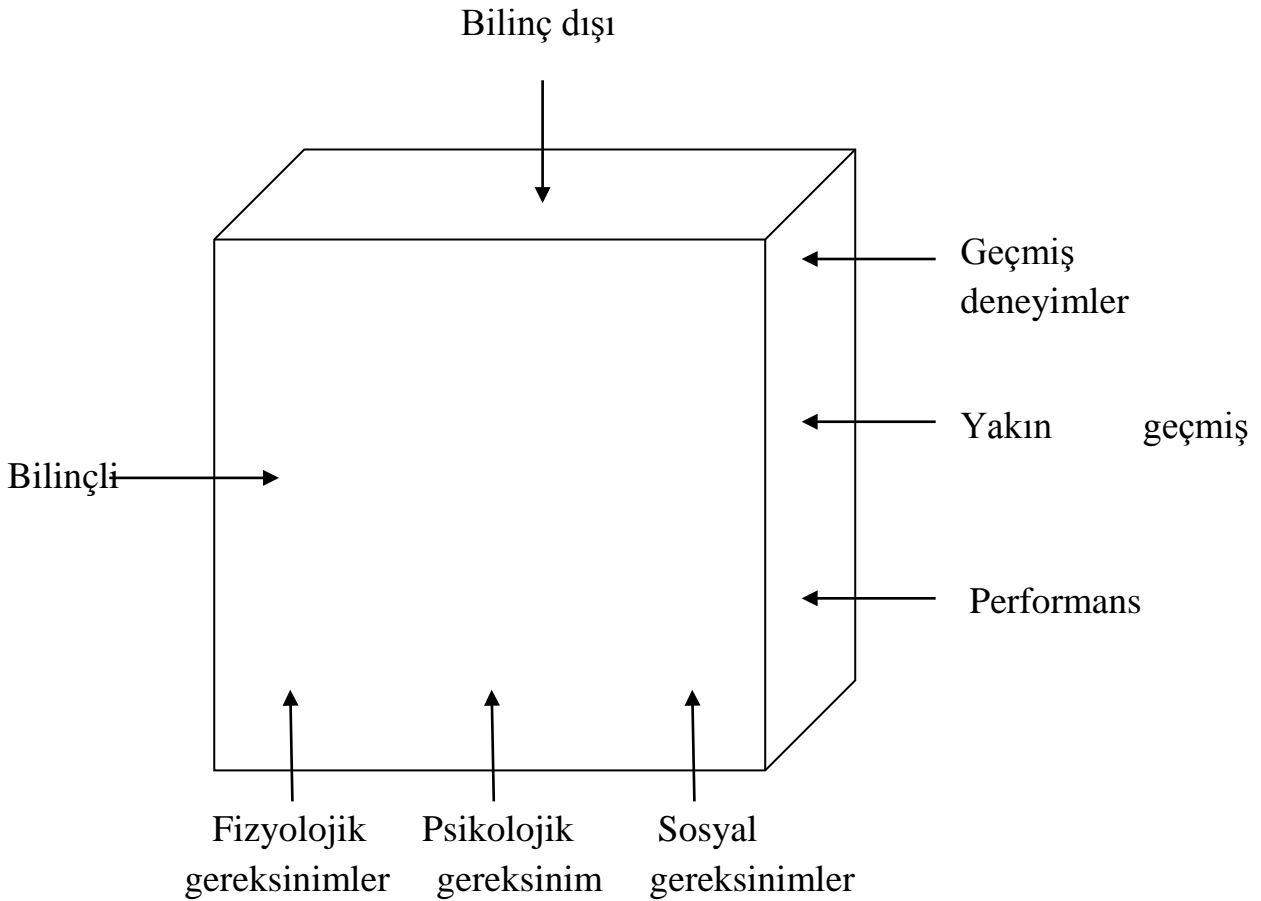 Bilinç dışı
Geçmiş
deneyimler
Yakın geçmiş
Bilinçli
Performans
Fizyolojik
gereksinimler
Psikolojik
gereksinim
Sosyal
gereksinimler